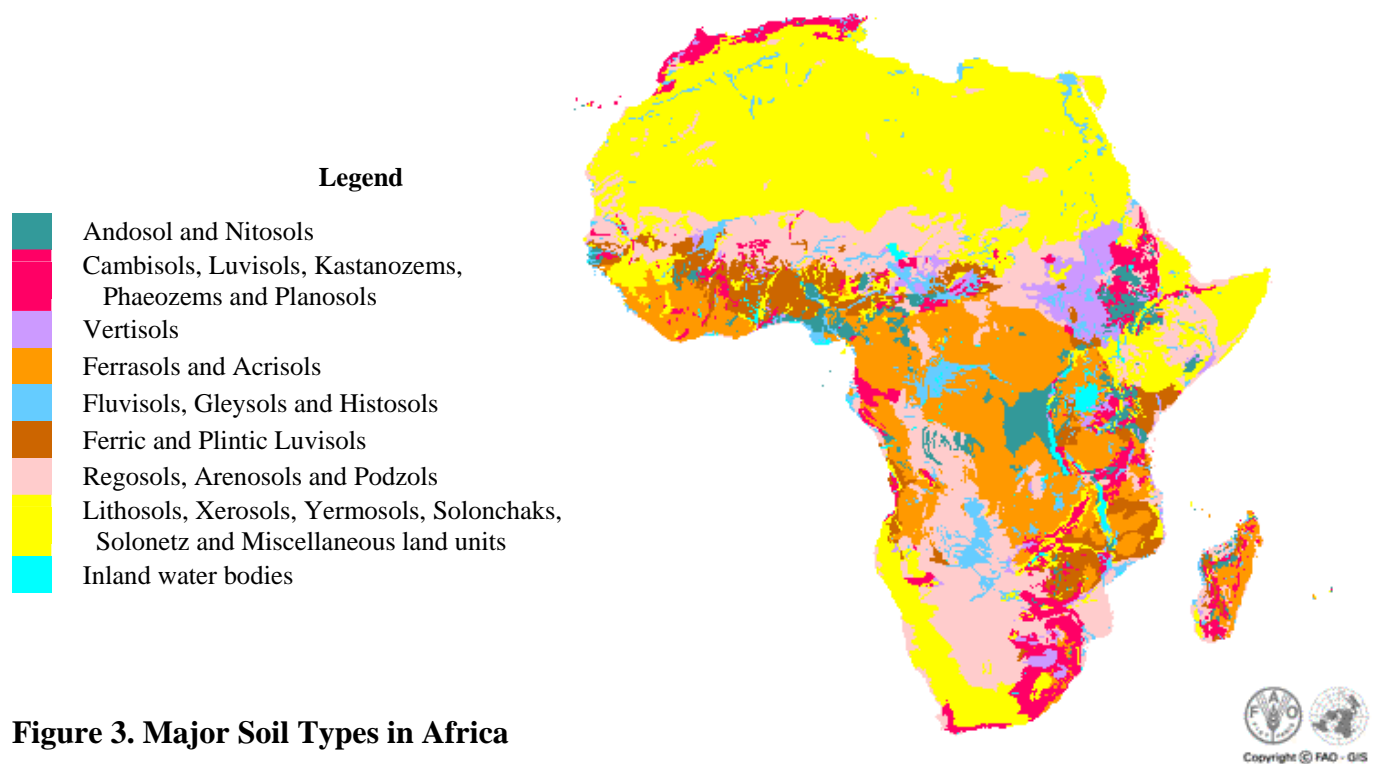 Legend
Andosol and Nitosols
Cambisols, Luvisols, Kastanozems,
Phaeozems and Planosols
Vertisols
Ferrasols and Acrisols
Fluvisols, Gleysols and Histosols
Ferric and Plintic Luvisols
Regosols, Arenosols and Podzols
Lithosols, Xerosols, Yermosols, Solonchaks,
Solonetz and Miscellaneous land units
Inland water bodies
Figure 3. Major Soil Types in Africa
F A O
Copyright © FAO - GIS